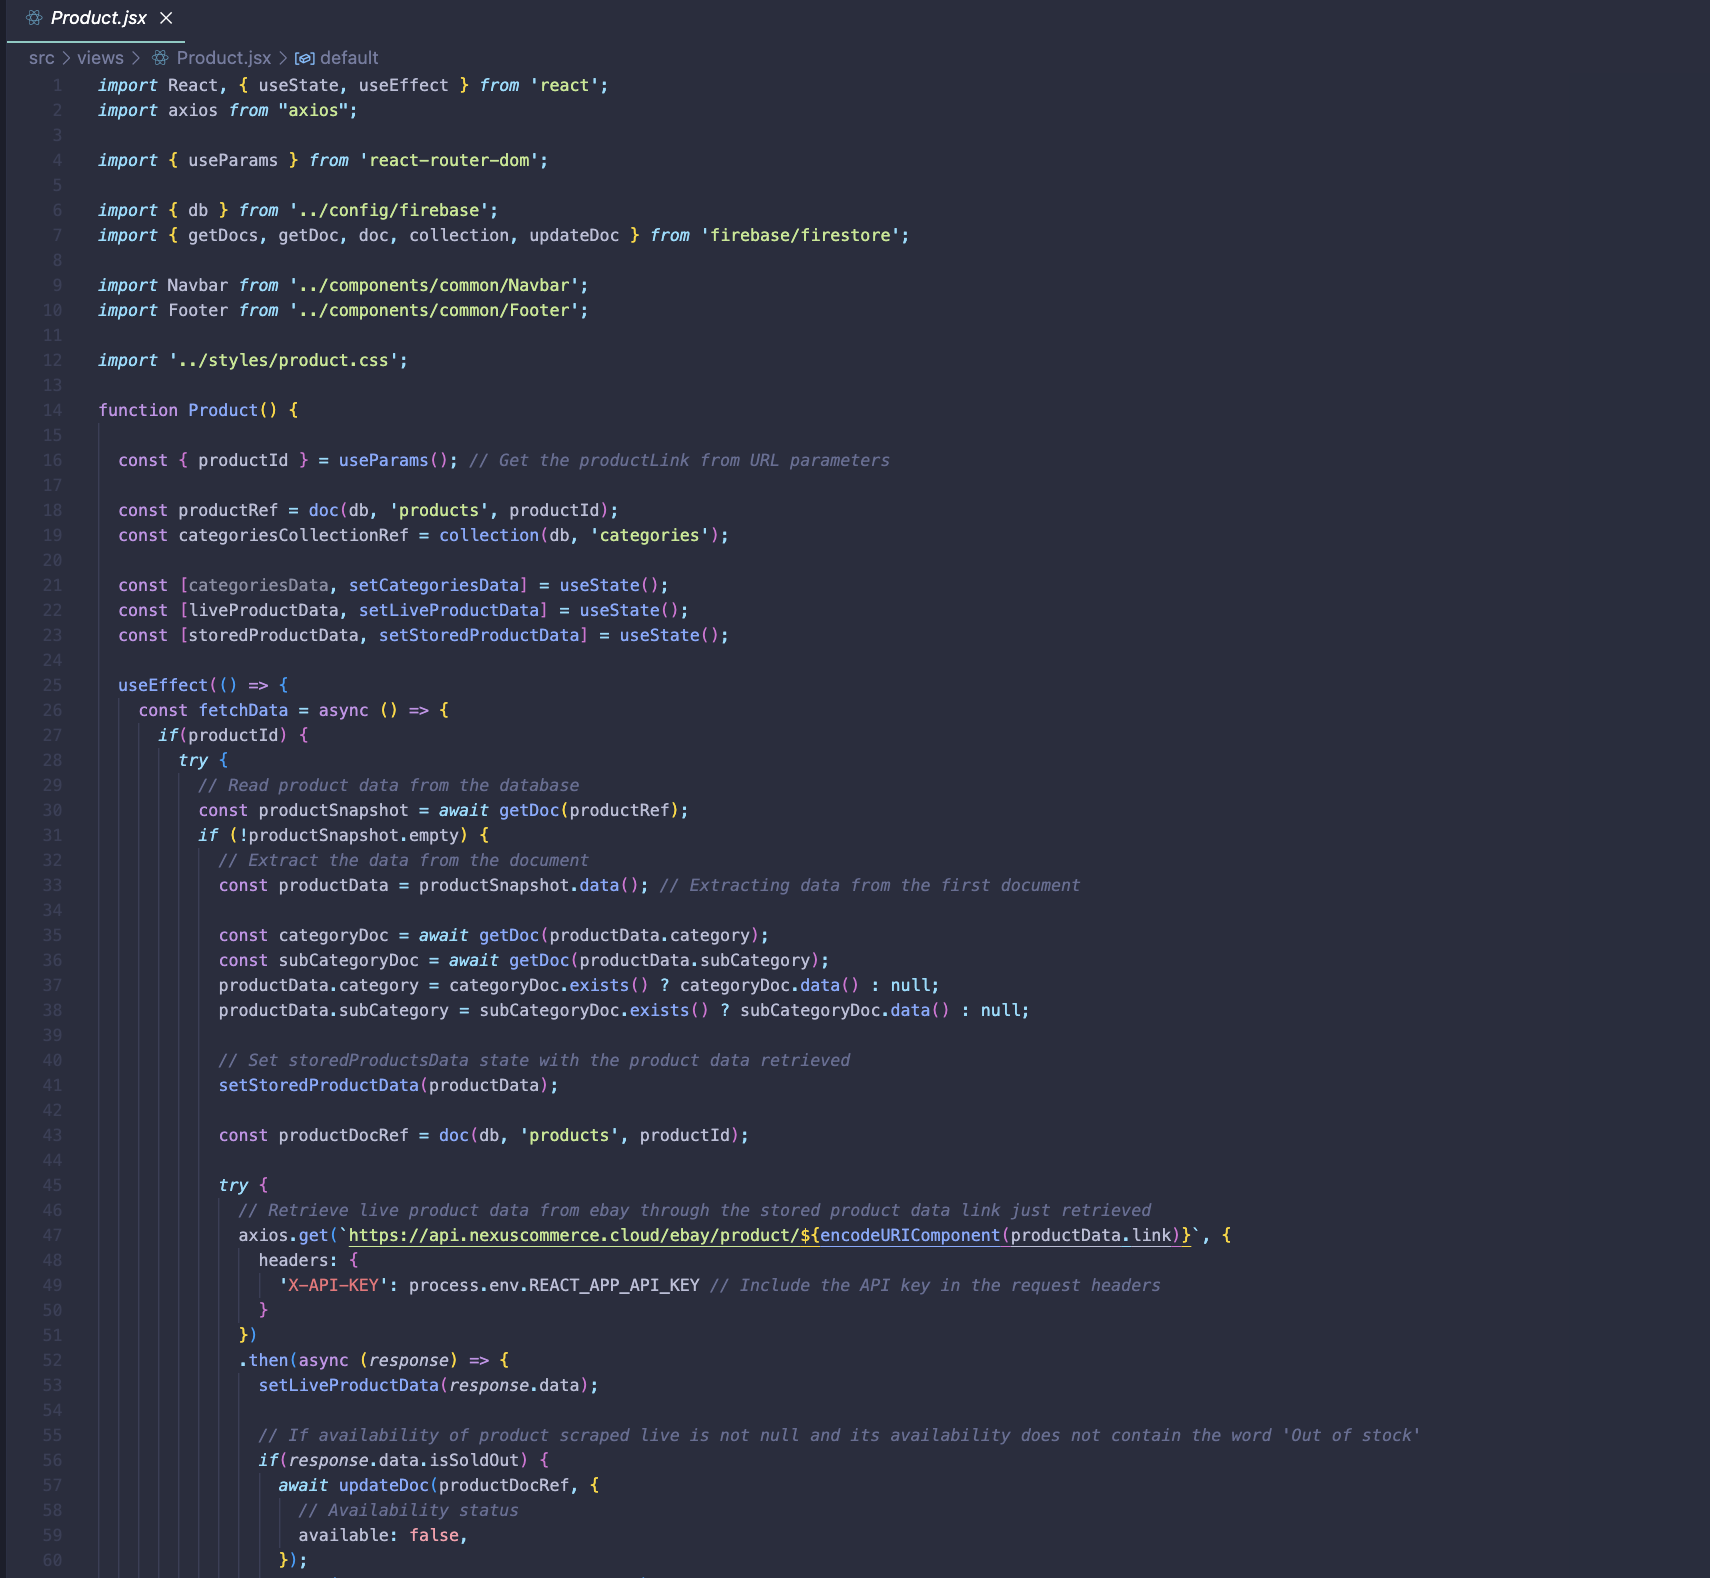 Product.jsx
src > views > Product.jsx > default
1 import React, { useState, useEffect } from 'react';
2 import axios from "axios";
3
4 import { useParams } from 'react-router-dom';
5
6 import { db } from '../config/firebase';
7 import { getDocs, getDoc, doc, collection, updateDoc } from 'firebase/firestore';
8
9 import Navbar from '../components/common/Navbar';
10 import Footer from '../components/common/Footer';
11
12 import '../styles/product.css';
13
14 function Product() {
15
16   const { productId } = useParams(); // Get the productLink from URL parameters
17
18   const productRef = doc(db, 'products', productId);
19   const categoriesCollectionRef = collection(db, 'categories');
20
21   const [categoriesData, setCategoriesData] = useState();
22   const [liveProductData, setLiveProductData] = useState();
23   const [storedProductData, setStoredProductData] = useState();
24
25   useEffect(() => {
26     const fetchData = async () => {
27       if(productId) {
28         try {
29           // Read product data from the database
30           const productSnapshot = await getDoc(productRef);
31           if (!productSnapshot.empty) {
32             // Extract the data from the document
33             const productData = productSnapshot.data(); // Extracting data from the first document
34
35             const categoryDoc = await getDoc(productData.category);
36             const subCategoryDoc = await getDoc(productData.subCategory);
37             productData.category = categoryDoc.exists() ? categoryDoc.data() : null;
38             productData.subCategory = subCategoryDoc.exists() ? subCategoryDoc.data() : null;
39
40             // Set storedProductsData state with the product data retrieved
41             setStoredProductData(productData);
42
43             const productDocRef = doc(db, 'products', productId);
44
45             try {
46               // Retrieve live product data from ebay through the stored product data link just retrieved
47               axios.get(`https://api.nexuscommerce.cloud/ebay/product/${encodeURIComponent(productData.link)}`, {
48                 headers: {
49                   'X-API-KEY': process.env.REACT_APP_API_KEY // Include the API key in the request headers
50                 }
51               })
52               .then(async (response) => {
53                 setLiveProductData(response.data);
54
55                 // If availability of product scraped live is not null and its availability does not contain the word 'Out of stock'
56                 if(response.data.isSoldOut) {
57                   await updateDoc(productDocRef, {
58                     // Availability status
59                     available: false,
60                   });